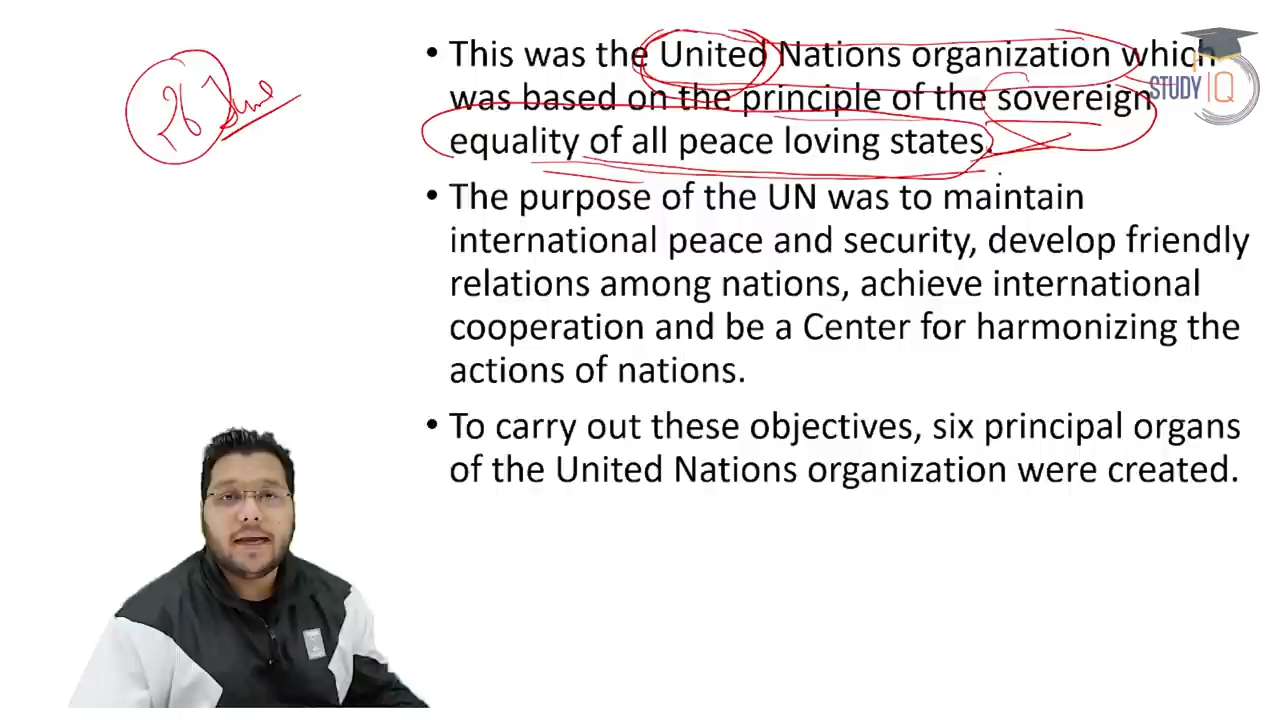 26 June
• This was the United Nations organization which
was based on the principle of the sovereign
equality of all peace loving states.
• The purpose of the UN was to maintain
international peace and security, develop friendly
relations among nations, achieve international
cooperation and be a Center for harmonizing the
actions of nations.
• To carry out these objectives, six principal organs
of the United Nations organization were created.
STUDY IQ